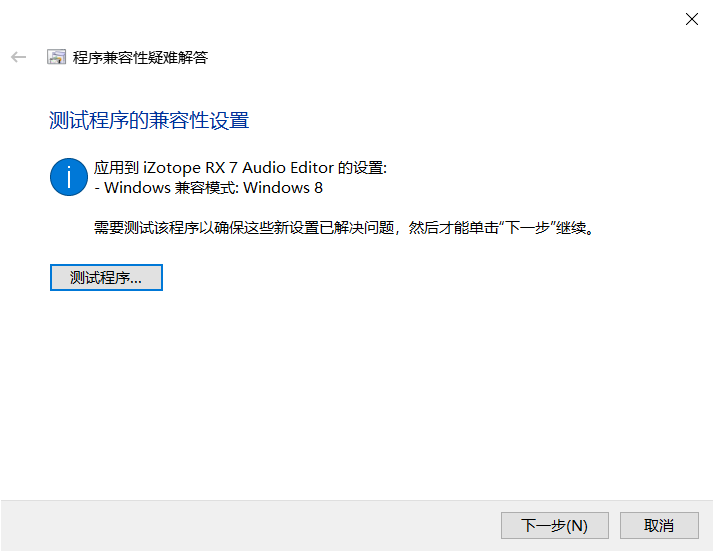 程序兼容性疑难解答
测试程序的兼容性设置
应用到 iZotope RX 7 Audio Editor 的设置:
- Windows 兼容模式: Windows 8
需要测试该程序以确保这些新设置已解决问题，然后才能单击“下一步”继续。
测试程序...
下一步(N)
取消